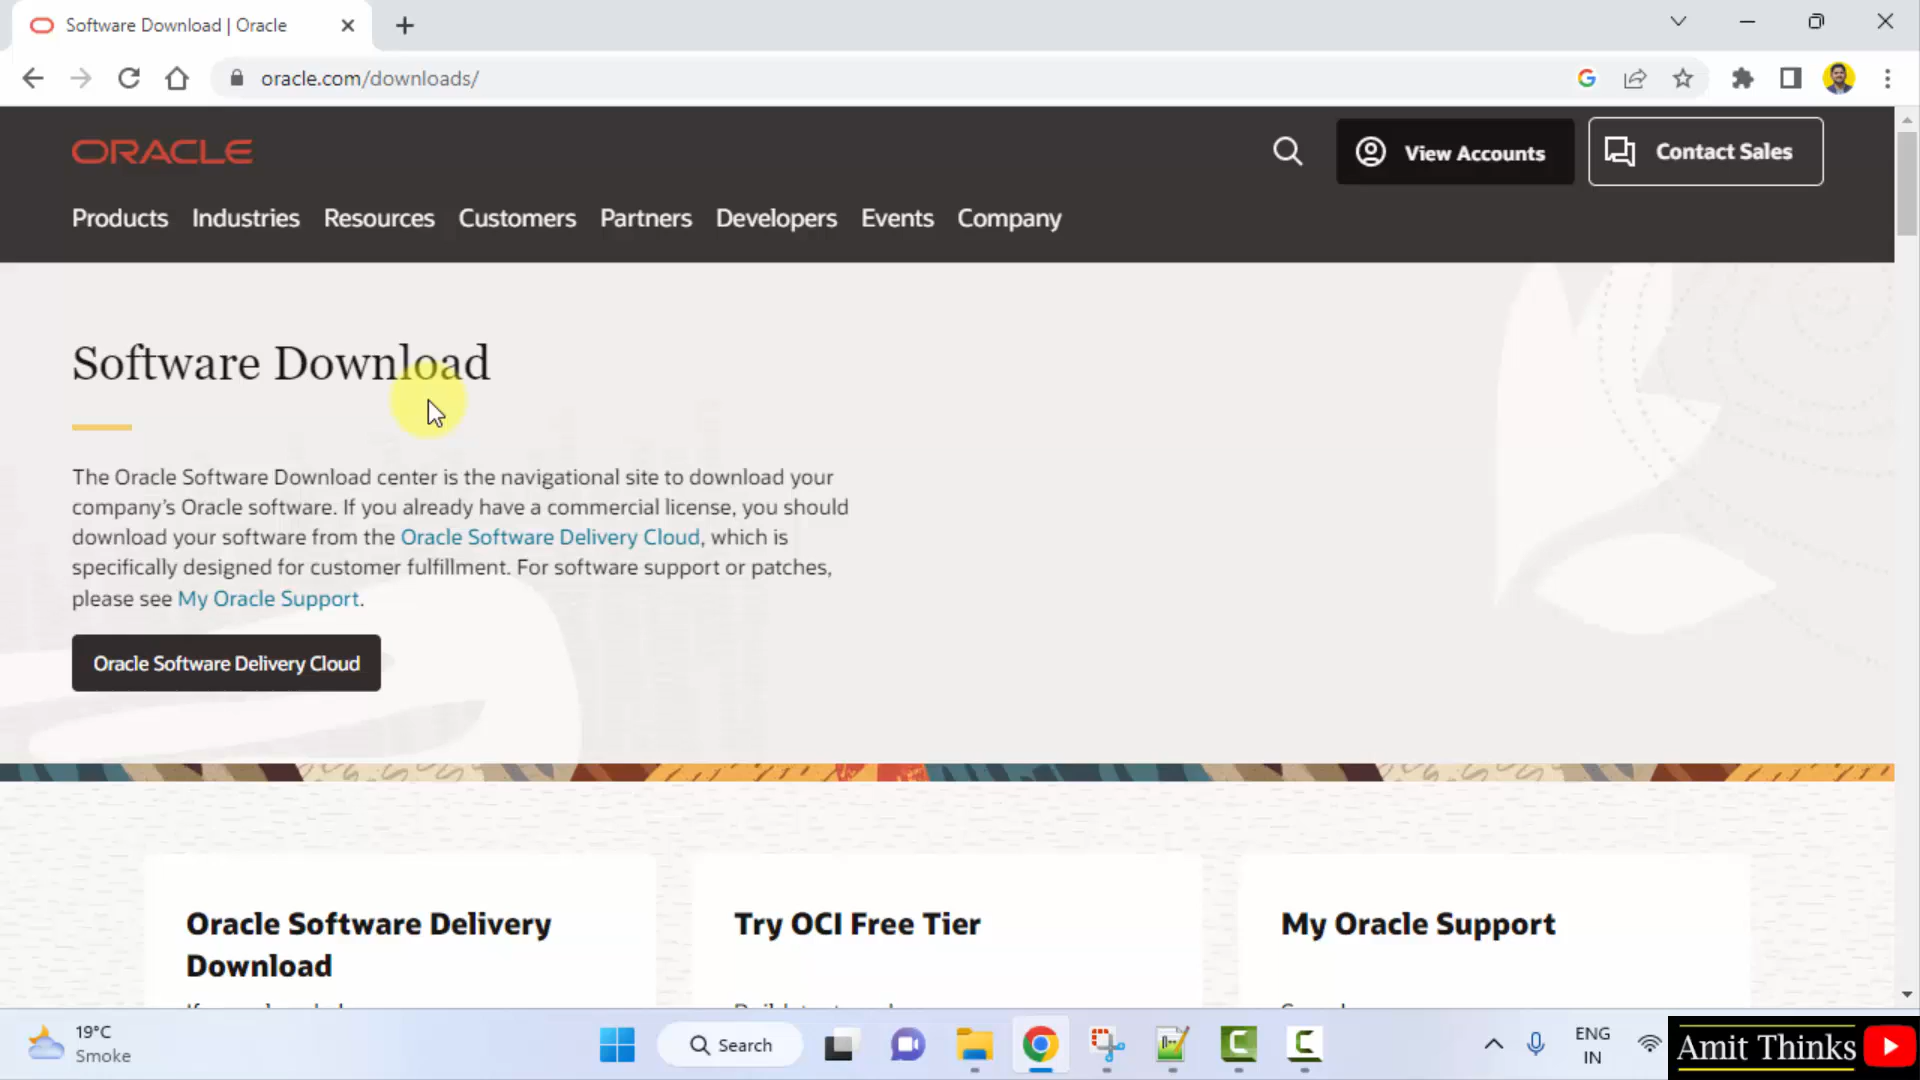 Software Download | Oracle
oracle.com/downloads/
ORACLE
View Accounts
Contact Sales
Products Industries Resources Customers Partners Developers Events Company
Software Download
The Oracle Software Download center is the navigational site to download your
company's Oracle software. If you already have a commercial license, you should
download your software from the Oracle Software Delivery Cloud, which is
specifically designed for customer fulfillment. For software support or patches,
please see My Oracle Support.
Oracle Software Delivery Cloud
Oracle Software Delivery
Download
Try OCI Free Tier
My Oracle Support
19°C
Smoke
Search
ENG
IN
Amit Thinks